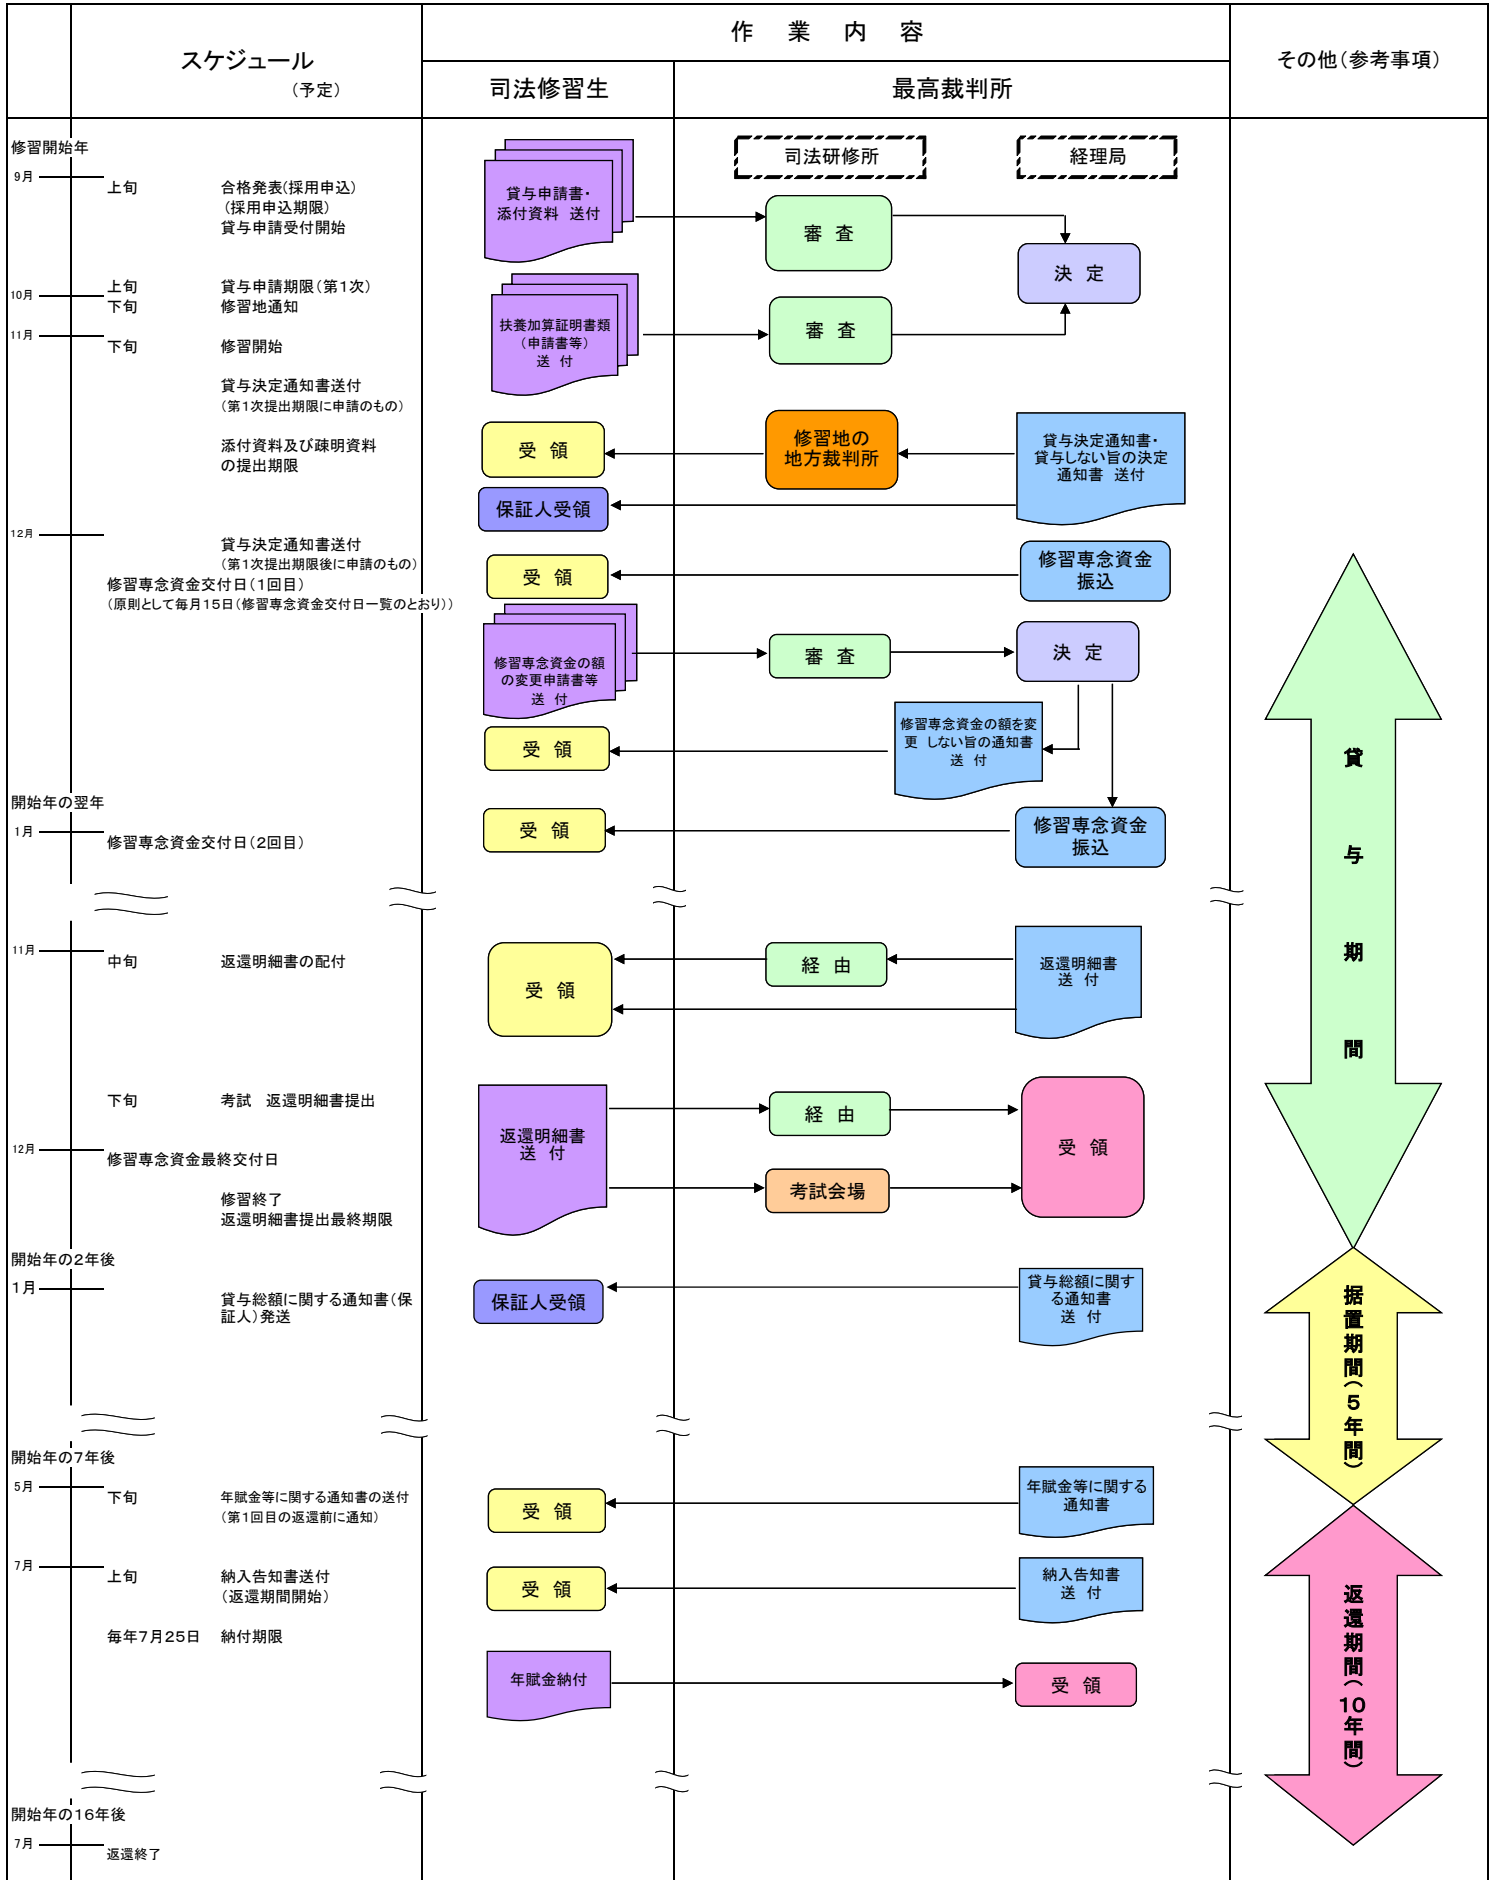 スケジュール
(予定)
作 業 内 容
司法修習生
最高裁判所
その他(参考事項)
修習開始年
9月
上旬 合格発表(採用申込)
(採用申込期限)
貸与申請受付開始
貸与申請書・
添付資料 送付
司法研修所
経理局
審 査
決 定
10月
上旬 貸与申請期限(第1次)
下旬 修習地通知
扶養加算証明書類
(申請書等)
送 付
審 査
11月
下旬 修習開始
貸与決定通知書送付
(第1次提出期限に申請のもの)
添付資料及び疎明資料
の提出期限
受 領
修習地の
地方裁判所
貸与決定通知書・
貸与しない旨の決定
通知書 送付
保証人受領
12月
貸与決定通知書送付
(第1次提出期限後に申請のもの)
修習専念資金交付日(1回目)
(原則として毎月15日(修習専念資金交付日一覧のとおり))
受 領
修習専念資金
振込
修習専念資金の額
の変更申請書等
送 付
審 査
決 定
受 領
修習専念資金の額を変
更 しない旨の通知書
送 付
開始年の翌年
1月
修習専念資金交付日(2回目)
受 領
修習専念資金
振込
貸与期間
11月
中旬 返還明細書の配付
受 領
経 由
返還明細書
送 付
下旬 考試 返還明細書提出
返還明細書
送 付
経 由
受 領
考試会場
12月
修習専念資金最終交付日
修習終了
返還明細書提出最終期限
開始年の2年後
1月
貸与総額に関する通知書(保
証人)発送
保証人受領
貸与総額に関す
る通知書
送 付
据置期間(5年間)
開始年の7年後
5月
下旬 年賦金等に関する通知書の送付
(第1回目の返還前に通知)
受 領
年賦金等に関する
通知書
7月
上旬 納入告知書送付
(返還期間開始)
受 領
納入告知書
送 付
毎年7月25日 納付期限
年賦金納付
受 領
返還期間(10年間)
開始年の16年後
7月
返還終了